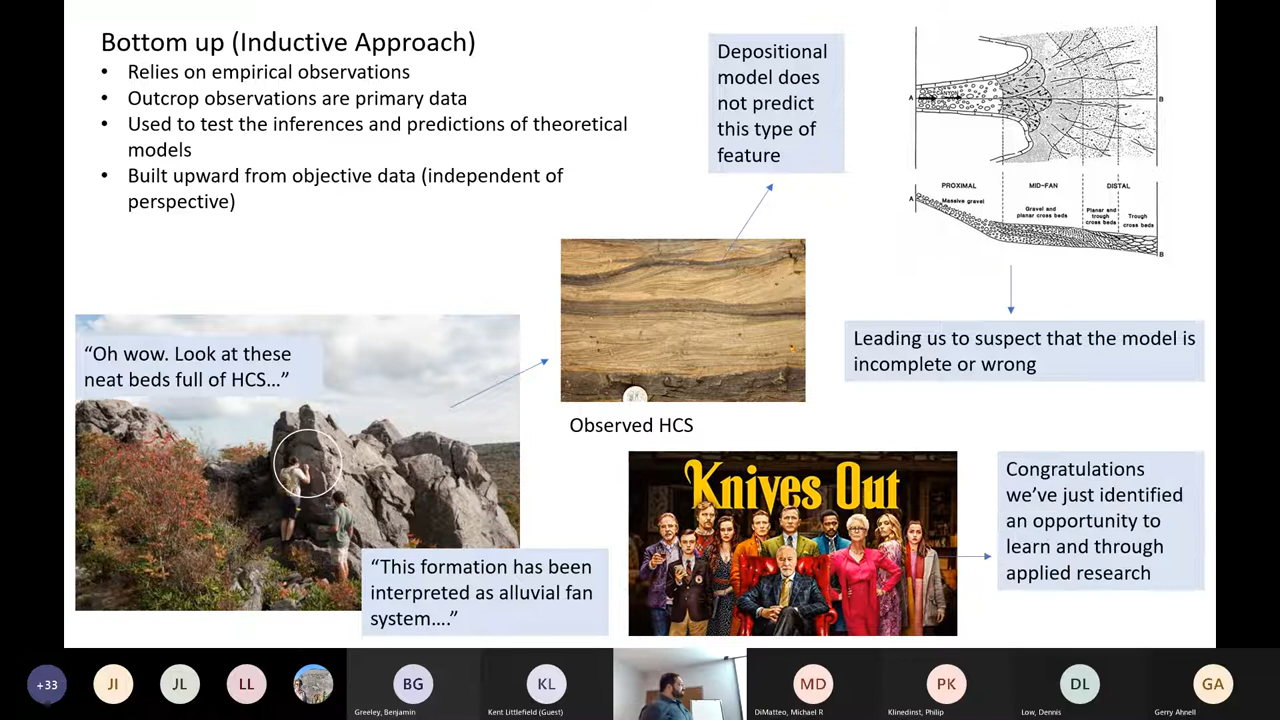 Bottom up (Inductive Approach)
• Relies on empirical observations
• Outcrop observations are primary data
• Used to test the inferences and predictions of theoretical
models
• Built upward from objective data (independent of
perspective)
Depositional
model does
not predict
this type of
feature
A
CANYON
B
PROXIMAL
MID-FAN
DISTAL
A
Massive gravel
Gravel and
planar cross beds
Planar and
trough
cross beds
Trough
cross beds
B
Leading us to suspect that the model is
incomplete or wrong
“Oh wow. Look at these
neat beds full of HCS…”
Observed HCS
“This formation has been
interpreted as alluvial fan
system….”
Knives Out
Congratulations
we’ve just identified
an opportunity to
learn and through
applied research
+33
JI
JL
LL
BG
Greeley, Benjamin
KL
Kent Littlefield (Guest)
MD
DiMatteo, Michael R
PK
Klinedinst, Philip
DL
Low, Dennis
GA
Gerry Ahnell